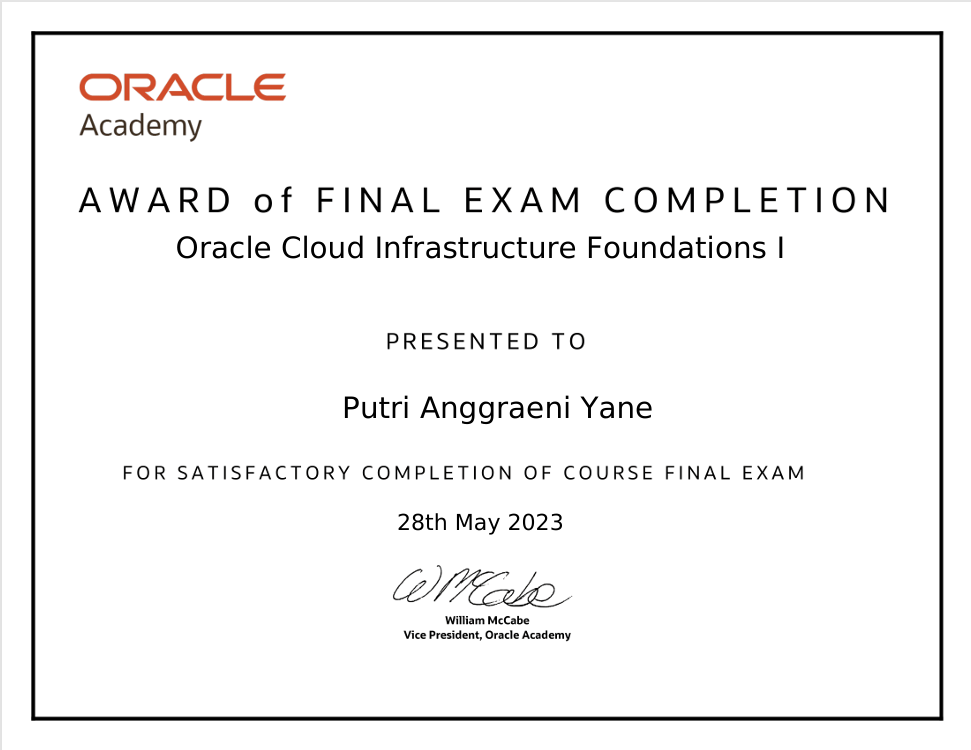 ORACLE
Academy
AWARD of FINAL EXAM COMPLETION
Oracle Cloud Infrastructure Foundations I
PRESENTED TO
Putri Anggraeni Yane
FOR SATISFACTORY COMPLETION OF COURSE FINAL EXAM
28th May 2023
W McCabe
William McCabe
Vice President, Oracle Academy